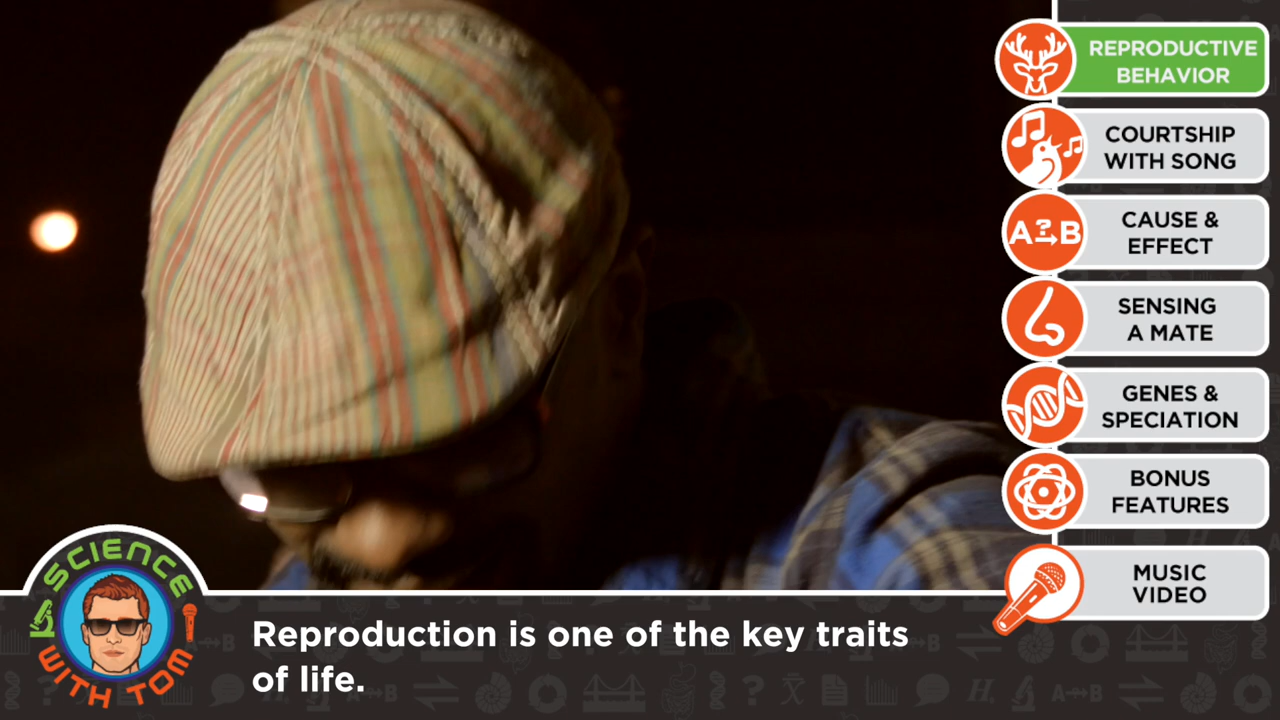 REPRODUCTIVE
BEHAVIOR
COURTSHIP
WITH SONG
A?→B
CAUSE &
EFFECT
SENSING
A MATE
GENES &
SPECIATION
BONUS
FEATURES
MUSIC
VIDEO
SCIENCE
WITH TOM
Reproduction is one of the key traits
of life.